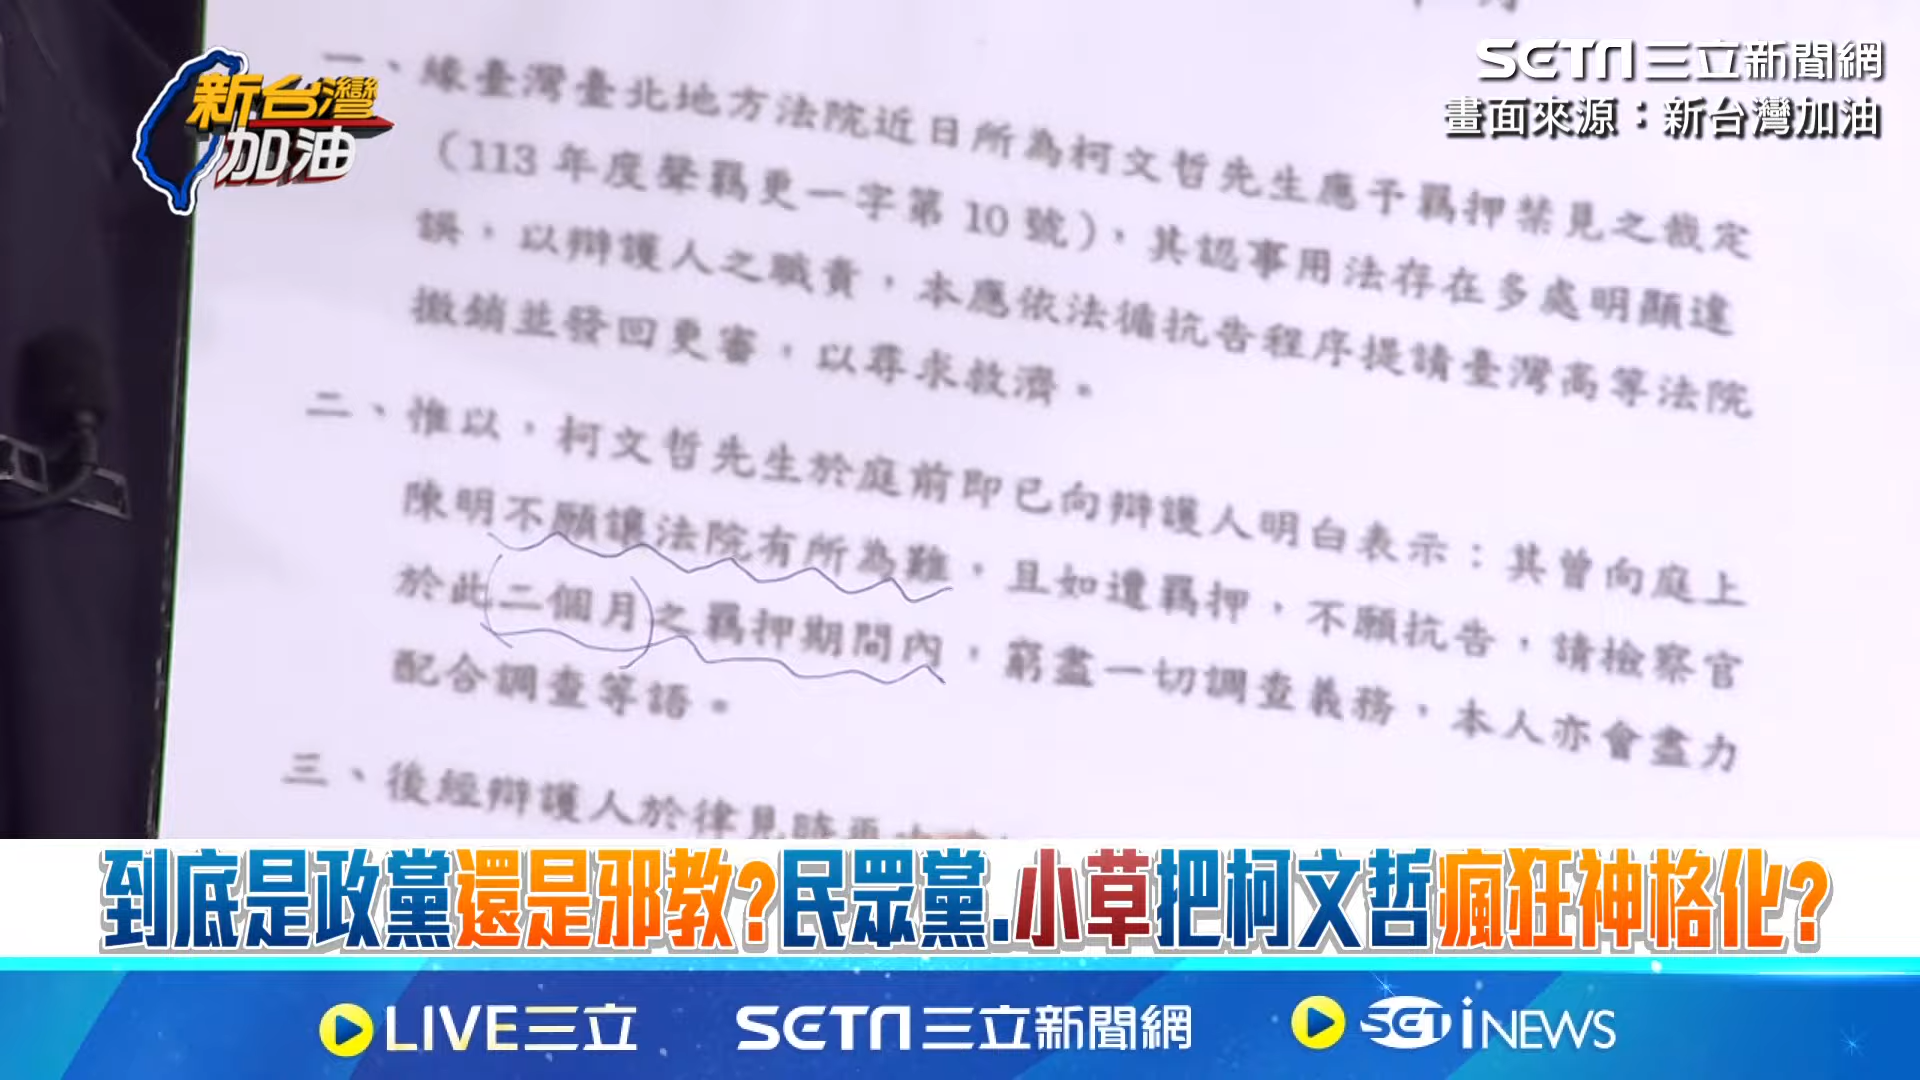 新台灣
加油
SETN三立新聞網
畫面來源：新台灣加油
一、緣臺灣臺北地方法院近日所為柯文哲先生應予羈押禁見之裁定
（113 年度聲羈更一字第 10 號），其認事用法存在多處明顯違
誤，以辯護人之職責，本應依法循抗告程序提請臺灣高等法院
撤銷並發回更審，以尋求救濟。
二、惟以，柯文哲先生於庭前即已向辯護人明白表示：其曾向庭上
陳明不願讓法院有所為難，且如遭羈押，不願抗告，請檢察官
於此二個月之羈押期間內，窮盡一切調查義務，本人亦會盡力
配合調查等語。
三、後經辯護人於律見時再
到底是政黨還是邪教?民眾黨.小草把柯文哲瘋狂神格化?
LIVE三立
SETN三立新聞網
SET iNEWS